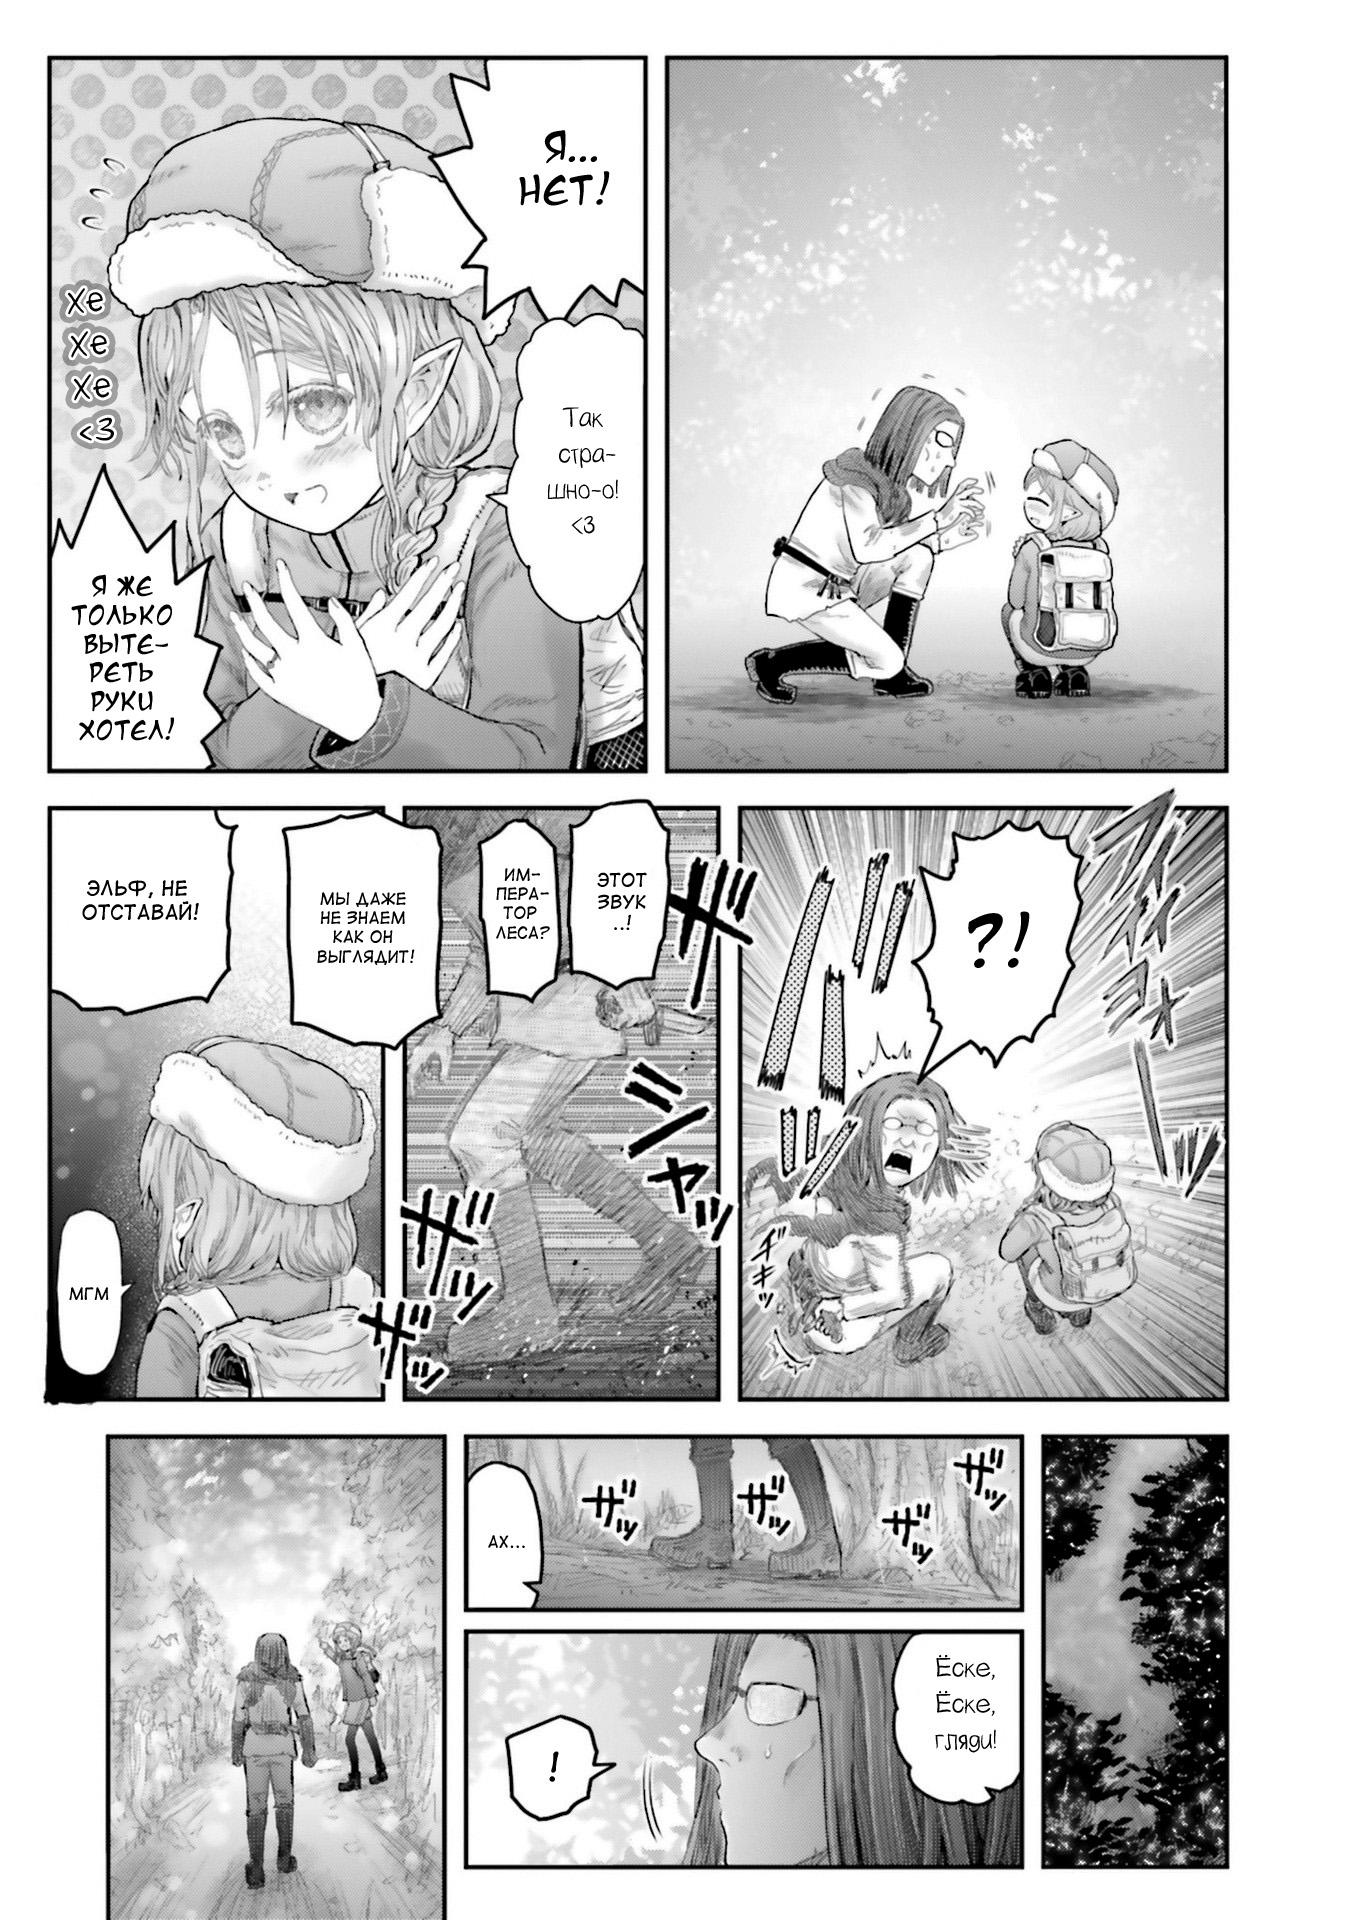 Я...
НЕТ!
Так
стра-
шно-о!
<3
Хе
Хе
Хе
<3
Я ЖЕ
ТОЛЬКО
ВЫТЕ-
РЕТЬ
РУКИ
ХОТЕЛ!
?!
ЭТОТ
ЗВУК
..!
ИМ-
ПЕРА-
ТОР
ЛЕСА?
ザッ
ザッ
ザッ
МЫ ДАЖЕ
НЕ ЗНАЕМ
КАК ОН
ВЫГЛЯДИТ!
ЭЛЬФ, НЕ
ОТСТАВАЙ!
МГМ
ザッ
ザッ
ザッ
ザッ
АХ...
Ёске,
Ёске,
гляди!
!